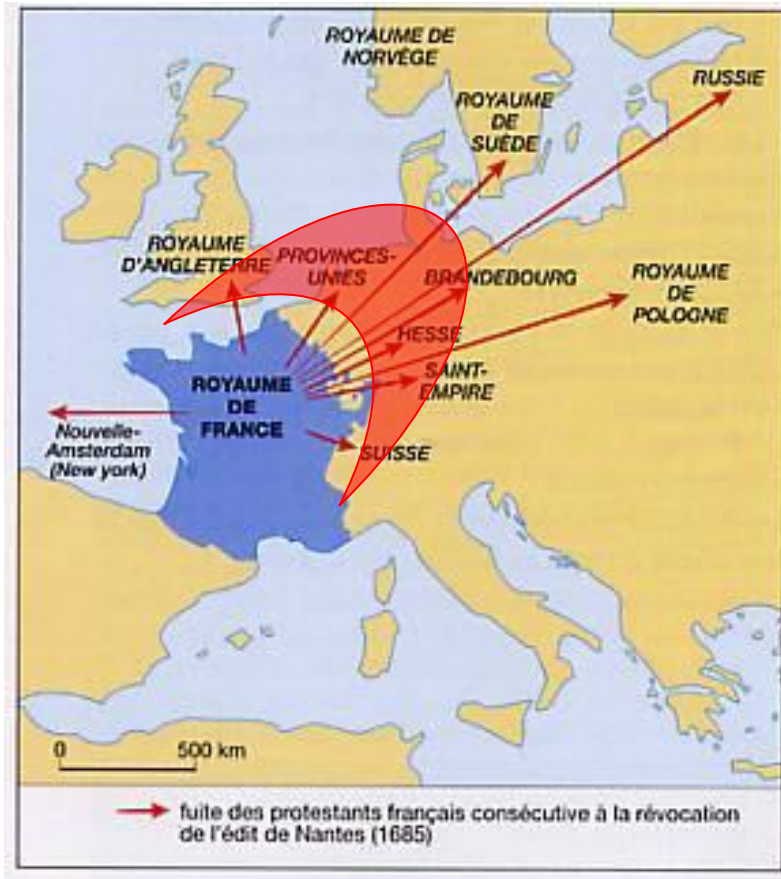 ROYAUME DE
NORVÈGE
RUSSIE
ROYAUME
DE
SUÈDE
ROYAUME
D'ANGLETERRE
PROVINCES-
UNIES
BRANDEBOURG
ROYAUME
DE
POLOGNE
HESSE
SAINT-
EMPIRE
ROYAUME
DE
FRANCE
Nouvelle-
Amsterdam
(New york)
SUISSE
0 500 km
fuite des protestants français consécutive à la révocation
de l'édit de Nantes (1685)